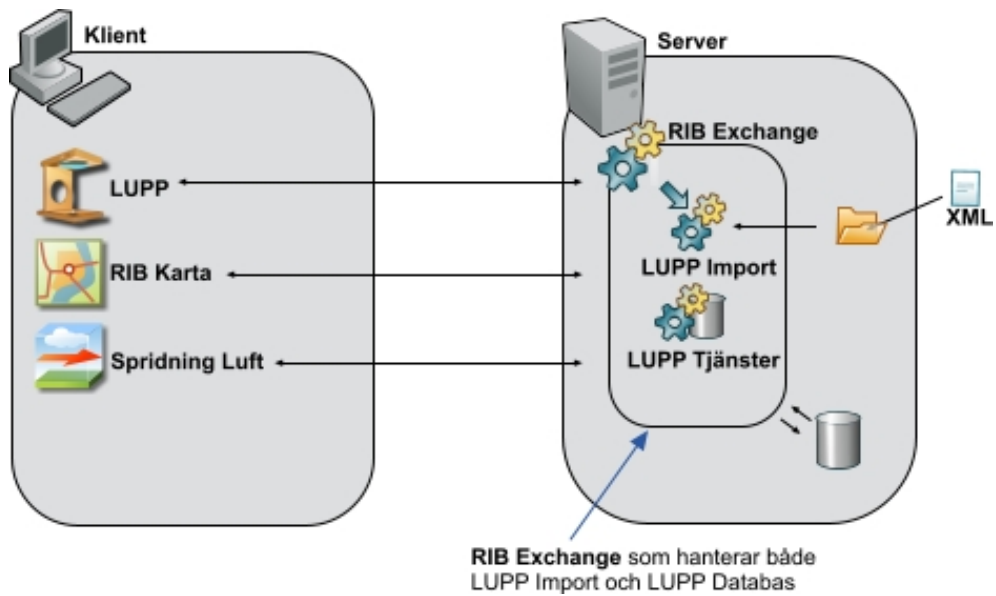 Klient
Server
RIB Exchange
LUPP
XML
LUPP Import
RIB Karta
LUPP Tjänster
Spridning Luft
RIB Exchange som hanterar både
LUPP Import och LUPP Databas